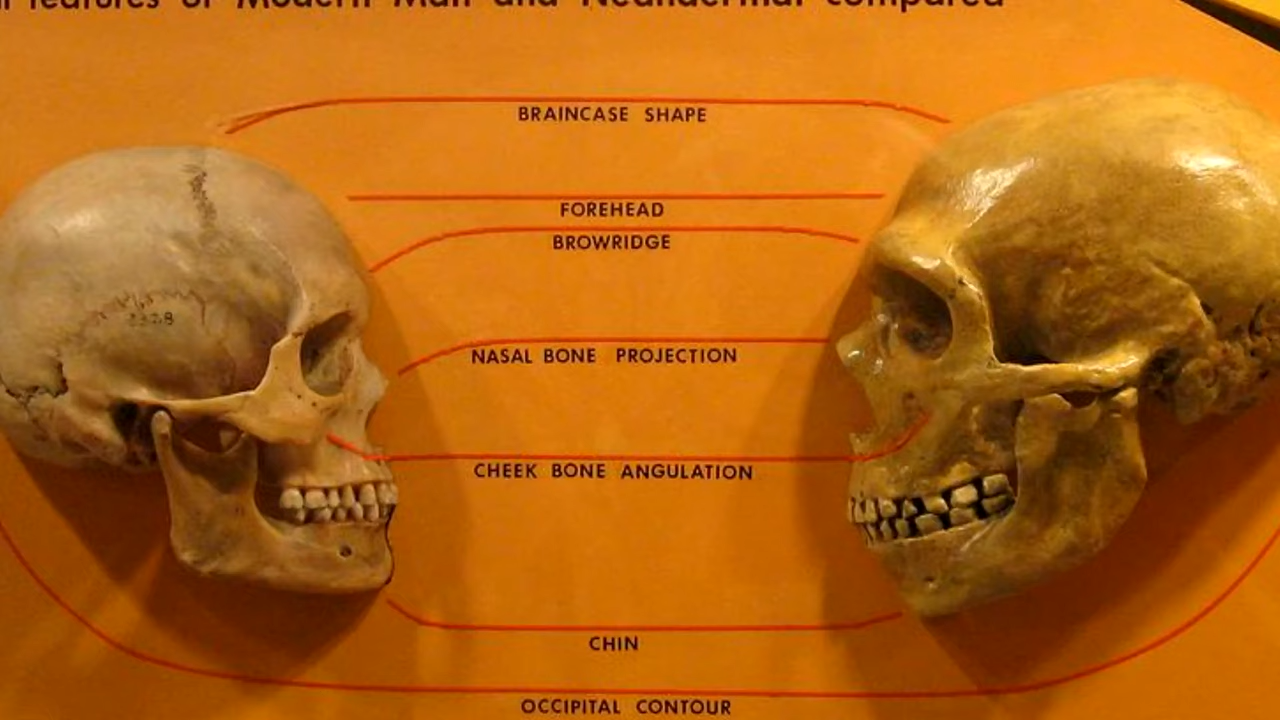 features of Modern Man and Neandermal compared
BRAINCASE SHAPE
FOREHEAD
BROWRIDGE
NASAL BONE PROJECTION
CHEEK BONE ANGULATION
CHIN
OCCIPITAL CONTOUR